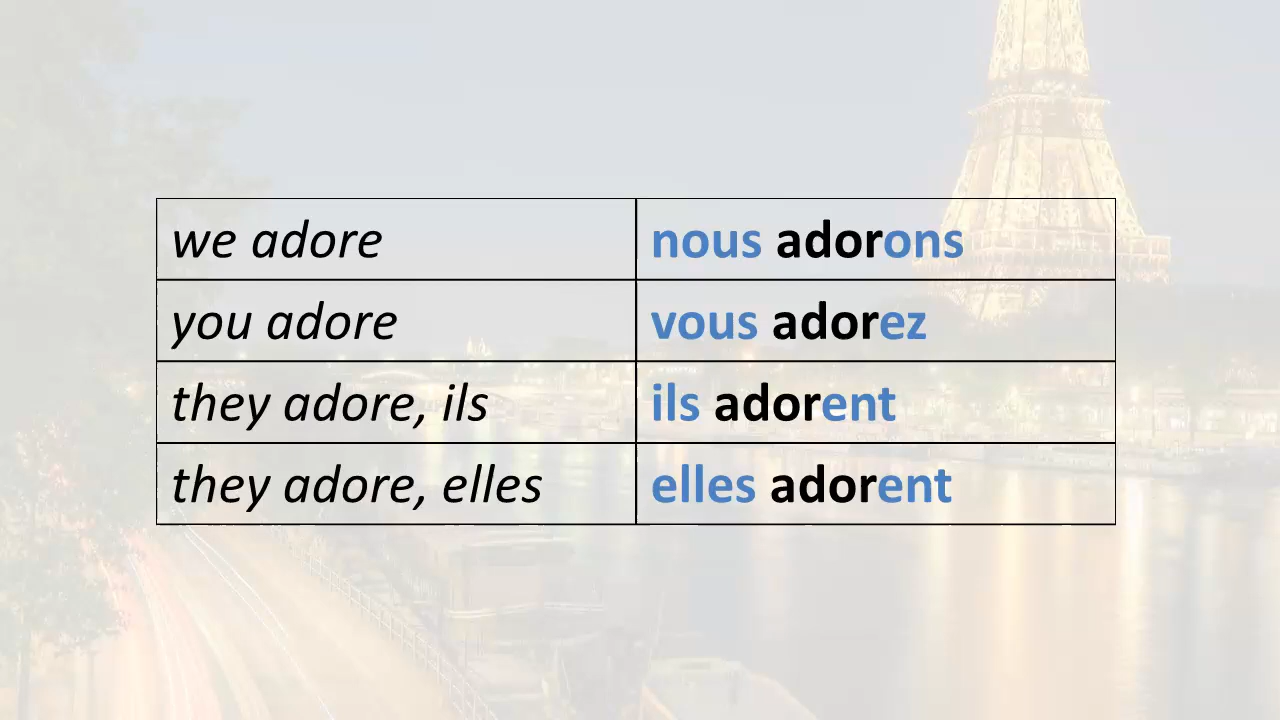 we adore nous adorons
you adore vous adorez
they adore, ils ils adorent
they adore, elles elles adorent